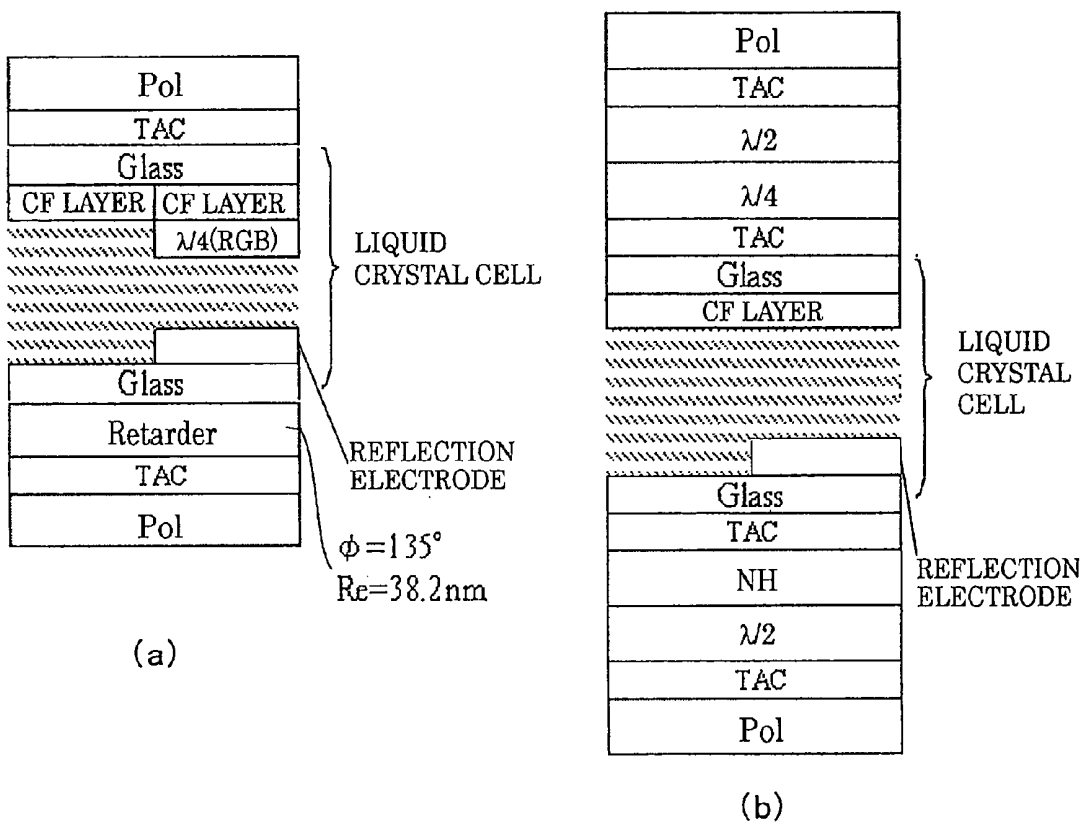 Pol
TAC
Glass
CF LAYER CF LAYER
λ/4(RGB)
LIQUID
CRYSTAL CELL
Glass
Retarder
TAC
Pol
REFLECTION
ELECTRODE
ϕ=135°
Re=38.2nm
(a)
Pol
TAC
λ/2
λ/4
TAC
Glass
CF LAYER
LIQUID
CRYSTAL
CELL
Glass
TAC
NH
λ/2
TAC
Pol
REFLECTION
ELECTRODE
(b)